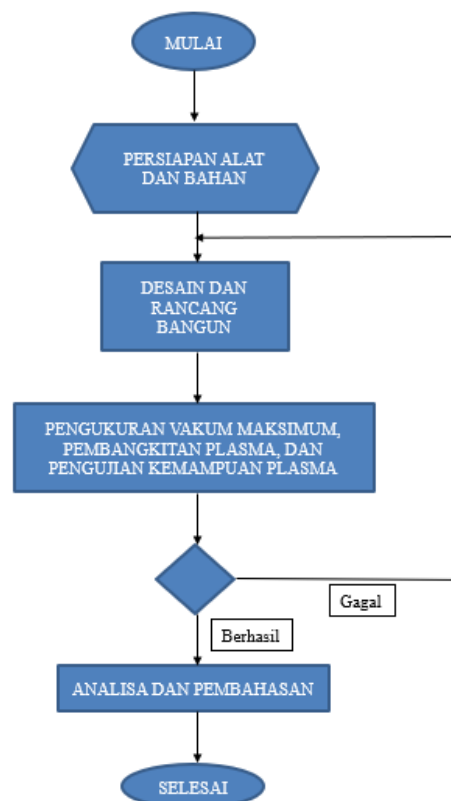 MULAI
PERSIAPAN ALAT
DAN BAHAN
DESAIN DAN
RANCANG
BANGUN
PENGUKURAN VAKUM MAKSIMUM,
PEMBANGKITAN PLASMA, DAN
PENGUJIAN KEMAMPUAN PLASMA
Gagal
Berhasil
ANALISA DAN PEMBAHASAN
SELESAI